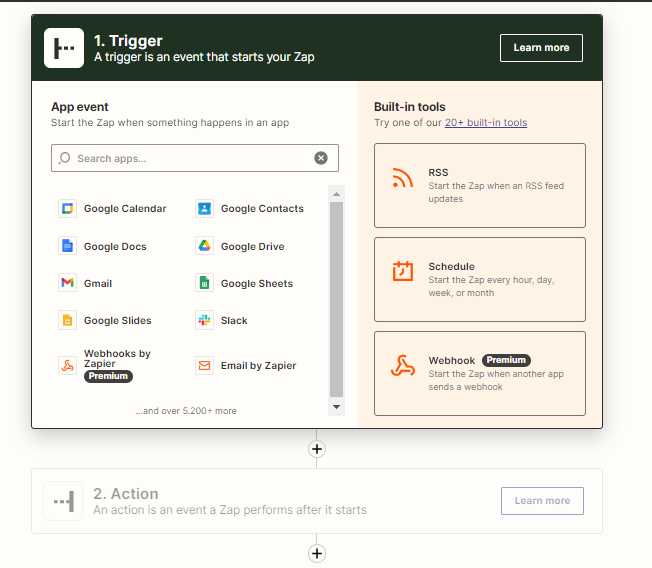 1. Trigger
A trigger is an event that starts your Zap
Learn more
App event
Start the Zap when something happens in an app
Search apps...
Google Calendar
Google Contacts
Google Docs
Google Drive
Gmail
Google Sheets
Google Slides
Slack
Webhooks by
Zapier
Premium
Email by Zapier
...and over 5.200+ more
Built-in tools
Try one of our 20+ built-in tools
RSS
Start the Zap when an RSS feed
updates
Schedule
Start the Zap every hour, day,
week, or month
Webhook Premium
Start the Zap when another app
sends a webhook
2. Action
An action is an event a Zap performs after it starts
Learn more